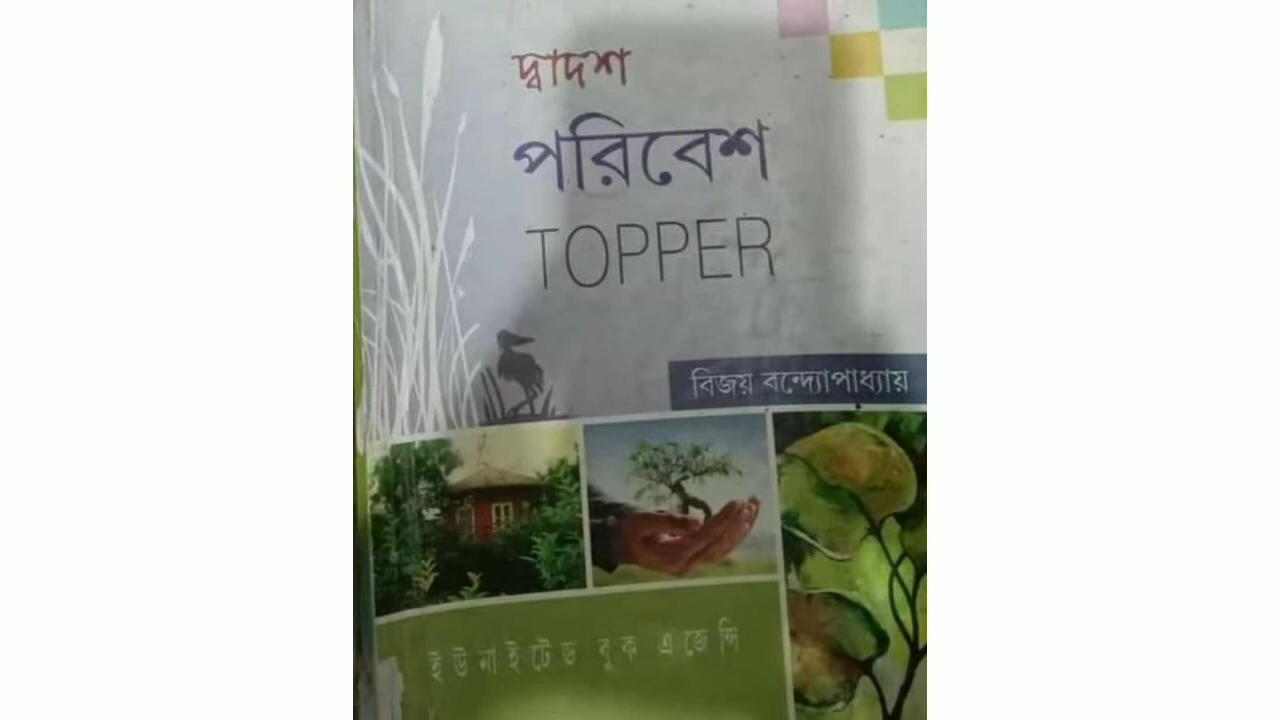 দ্বাদশ
পরিবেশ
TOPPER
বিজয় বন্দ্যোপাধ্যায়
ইউনাইটেড বুক এজেন্সি